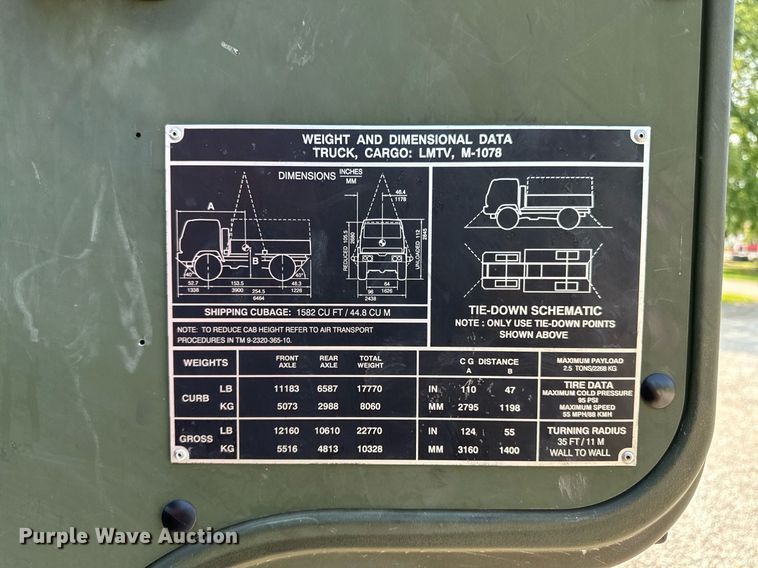 WEIGHT AND DIMENSIONAL DATA
TRUCK, CARGO: LMTV, M-1078
DIMENSIONS INCHES
MM
46.4
1178
A
B
REDUCED 105.5
2680
UNLOADED 112
2845
40°
40°
52.7
1338
153.5
3900
48.3
1226
254.5
6464
64
1626
96
2438
SHIPPING CUBAGE: 1582 CU FT / 44.8 CU M
NOTE: TO REDUCE CAB HEIGHT REFER TO AIR TRANSPORT
PROCEDURES IN TM 9-2320-365-10.
TIE-DOWN SCHEMATIC
NOTE : ONLY USE TIE-DOWN POINTS
SHOWN ABOVE
WEIGHTS FRONT AXLE REAR AXLE TOTAL WEIGHT
CURB LB 11183 6587 17770
KG 5073 2988 8060
GROSS LB 12160 10610 22770
KG 5516 4813 10328
C G DISTANCE
A B
IN 110 47
MM 2795 1198
IN 124 55
MM 3160 1400
MAXIMUM PAYLOAD
2.5 TONS/2268 KG
TIRE DATA
MAXIMUM COLD PRESSURE
95 PSI
MAXIMUM SPEED
55 MPH/88 KMH
TURNING RADIUS
35 FT / 11 M
WALL TO WALL
Purple Wave Auction